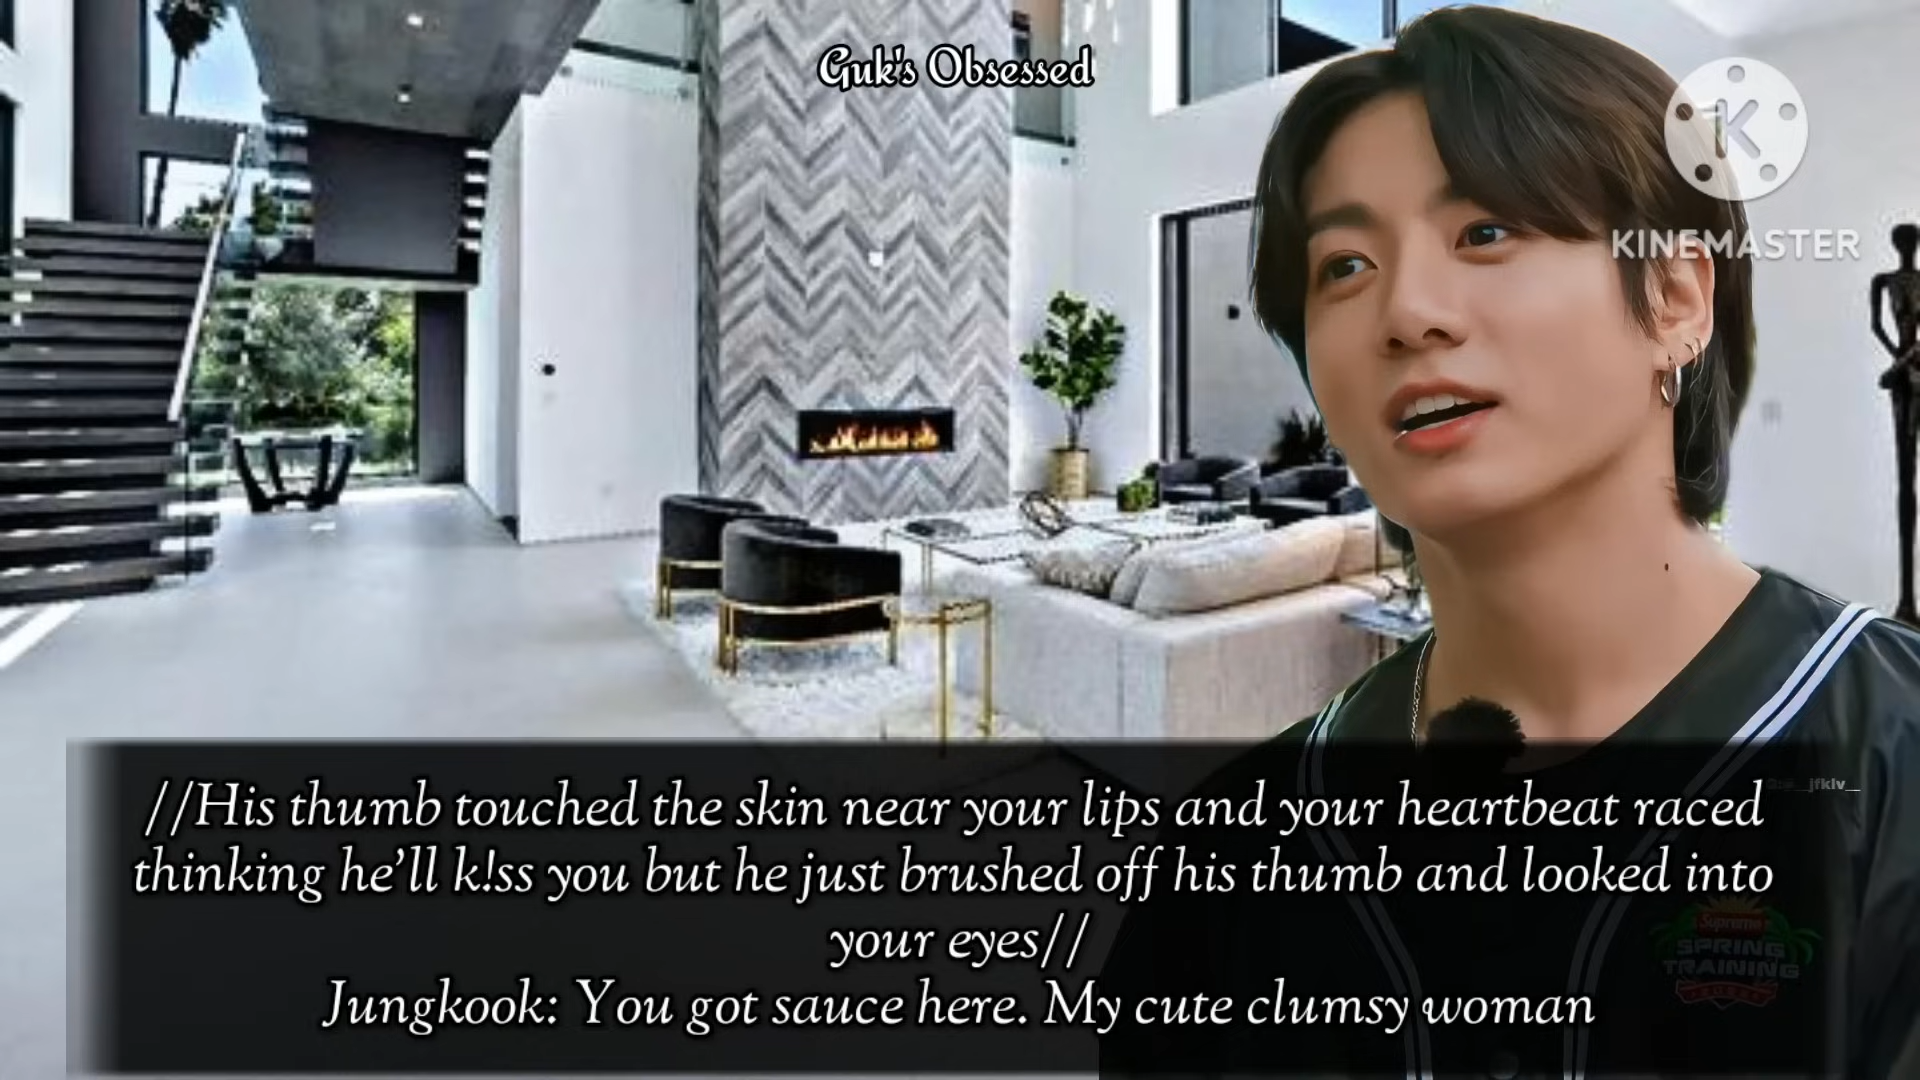 Guk's Obsessed
KINEMASTER
//His thumb touched the skin near your lips and your heartbeat raced
thinking he’ll k!ss you but he just brushed off his thumb and looked into
your eyes//
Jungkook: You got sauce here. My cute clumsy woman
jfklv__
Supreme
SPRING
TRAINING